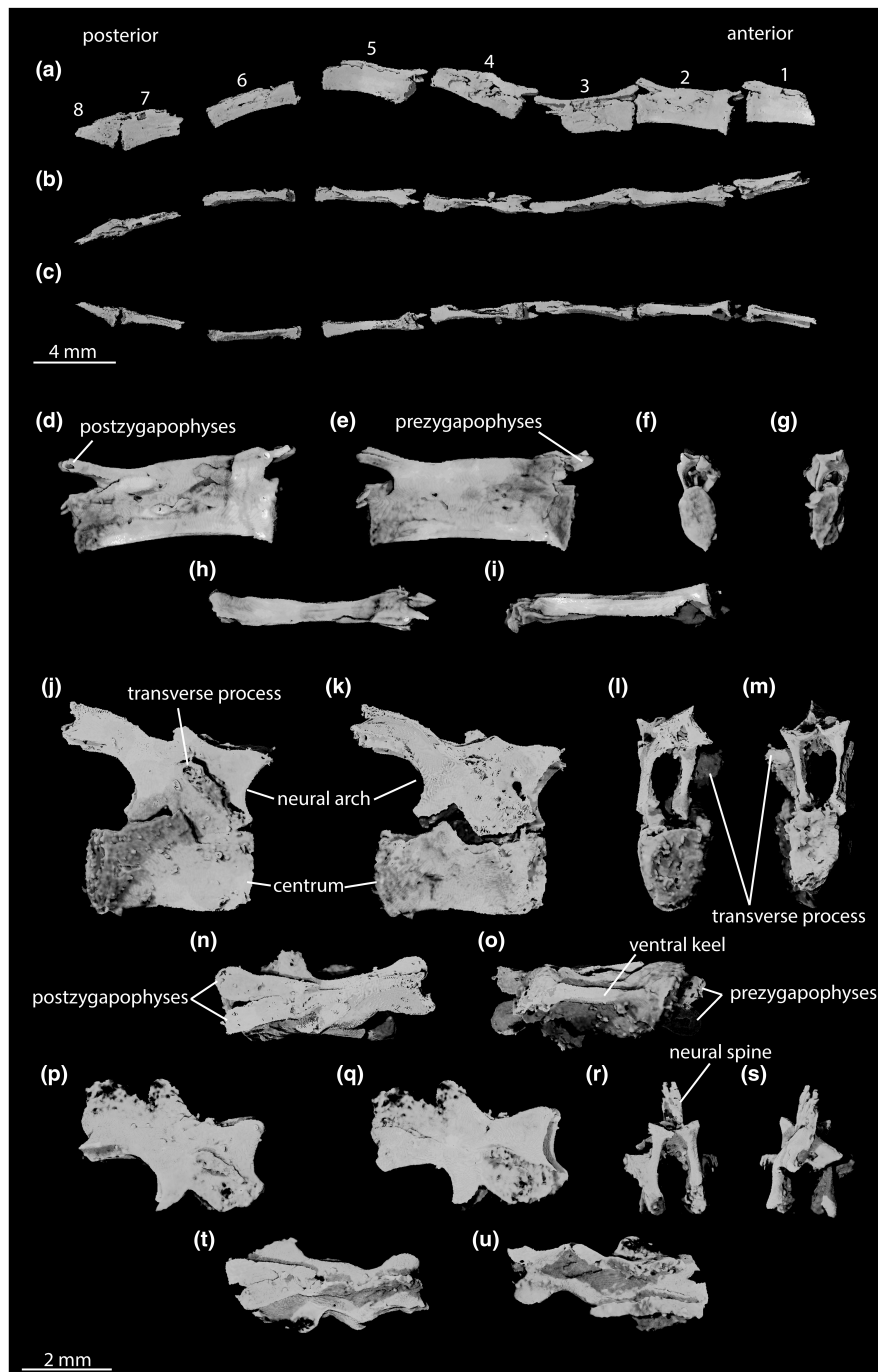 posterior
anterior
(a)
8
7
6
5
4
3
2
1
(b)
(c)
4 mm
(d)
postzygapophyses
(e)
prezygapophyses
(f)
(g)
(h)
(i)
(j)
transverse process
(k)
(l)
(m)
neural arch
centrum
transverse process
(n)
(o)
ventral keel
postzygapophyses
prezygapophyses
neural spine
(p)
(q)
(r)
(s)
(t)
(u)
2 mm